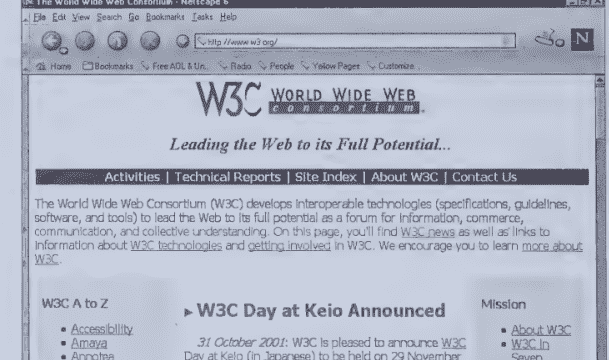 The World Wide Web Consortium - Netscape 6
File Edit View Search Go Bookmarks Tasks Help
http://www.w3.org/
N
Home Bookmarks Free AOL & Un... Radio People Yellow Pages Customize...
W3C WORLD WIDE WEB
consortium
Leading the Web to its Full Potential...
Activities | Technical Reports | Site Index | About W3C | Contact Us
The World Wide Web Consortium (W3C) develops interoperable technologies (specifications, guidelines,
software, and tools) to lead the Web to its full potential as a forum for information, commerce,
communication, and collective understanding. On this page, you'll find W3C news as well as links to
information about W3C technologies and getting involved in W3C. We encourage you to learn more about
W3C.
W3C A to Z
Accessibility
Amaya
Annotea
W3C Day at Keio Announced
31 October 2001: W3C is pleased to announce W3C
Day at Keio (in Japanese) to be held on 29 November
Mission
About W3C
W3C in
Seven